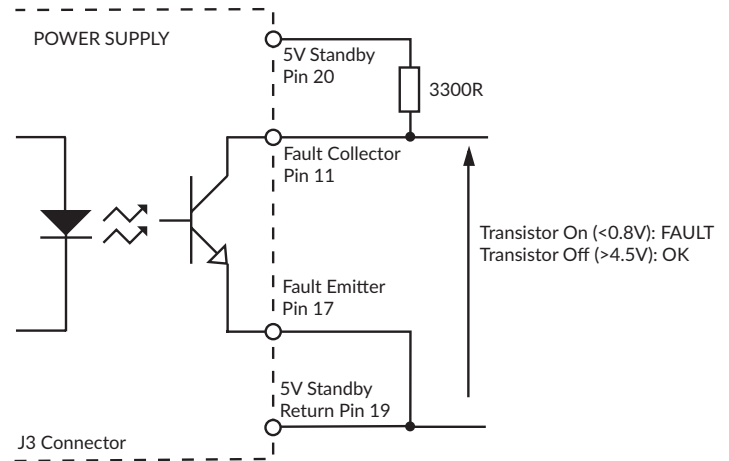 POWER SUPPLY
5V Standby
Pin 20
3300R
Fault Collector
Pin 11
Transistor On (<0.8V): FAULT
Transistor Off (>4.5V): OK
Fault Emitter
Pin 17
5V Standby
Return Pin 19
J3 Connector